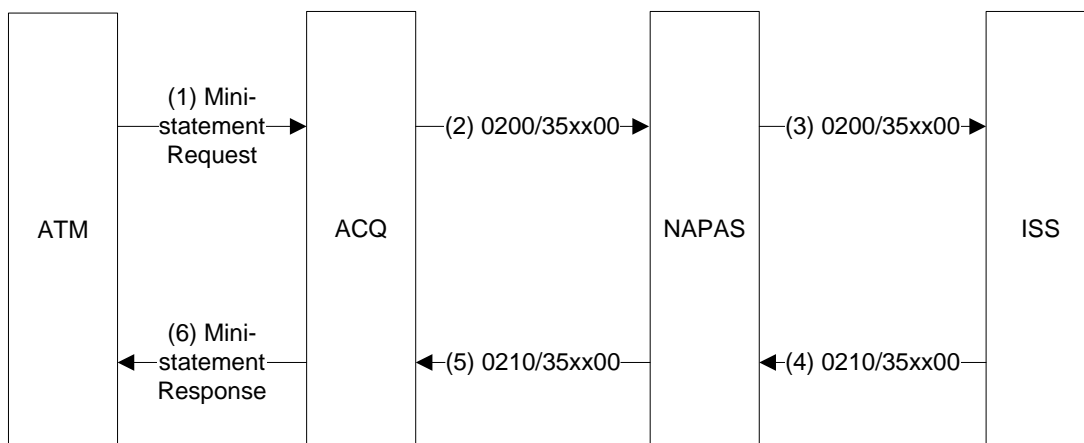 (1) Mini-
statement
Request
(2) 0200/35xx00
(3) 0200/35xx00
ATM
ACQ
NAPAS
ISS
(6) Mini-
statement
Response
(5) 0210/35xx00
(4) 0210/35xx00